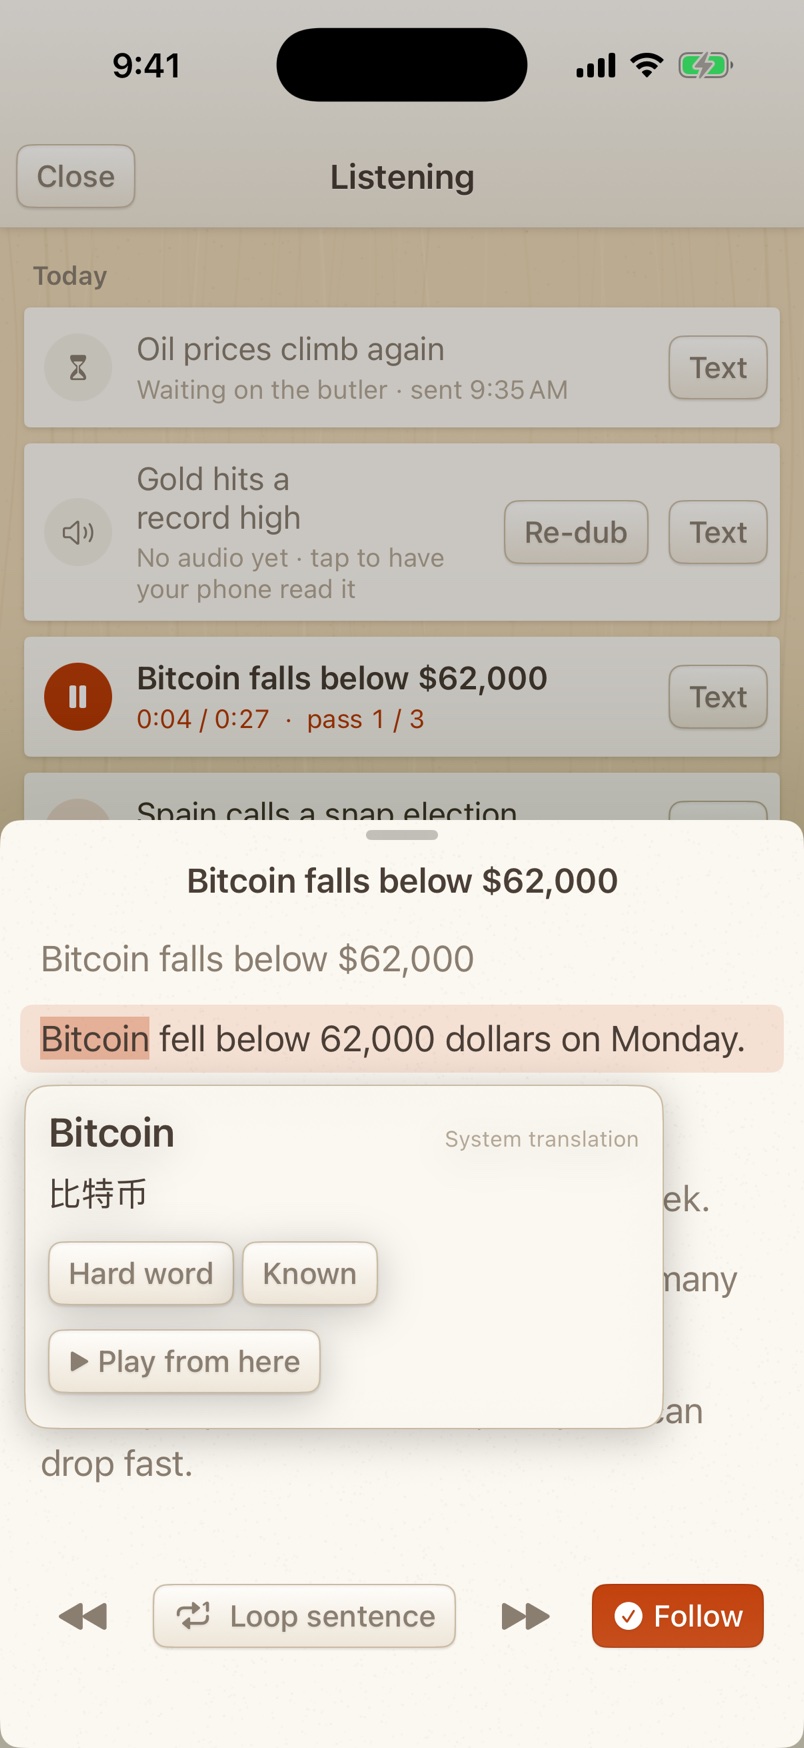 9:41
Close
Listening
Today
Oil prices climb again
Waiting on the butler · sent 9:35 AM
Text
Gold hits a
record high
No audio yet · tap to have
your phone read it
Re-dub
Text
Bitcoin falls below $62,000
0:04 / 0:27 · pass 1 / 3
Text
Spain calls a snap election
Bitcoin falls below $62,000
Bitcoin falls below $62,000
Bitcoin fell below 62,000 dollars on Monday.
Bitcoin
System translation
比特币
Hard word
Known
Play from here
many
drop fast.
Loop sentence
Follow